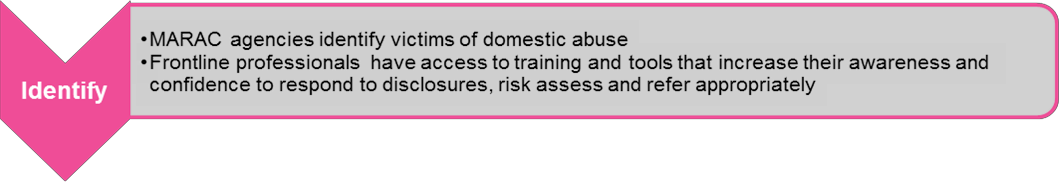 Identify
•MARAC agencies identify victims of domestic abuse
•Frontline professionals have access to training and tools that increase their awareness and
confidence to respond to disclosures, risk assess and refer appropriately